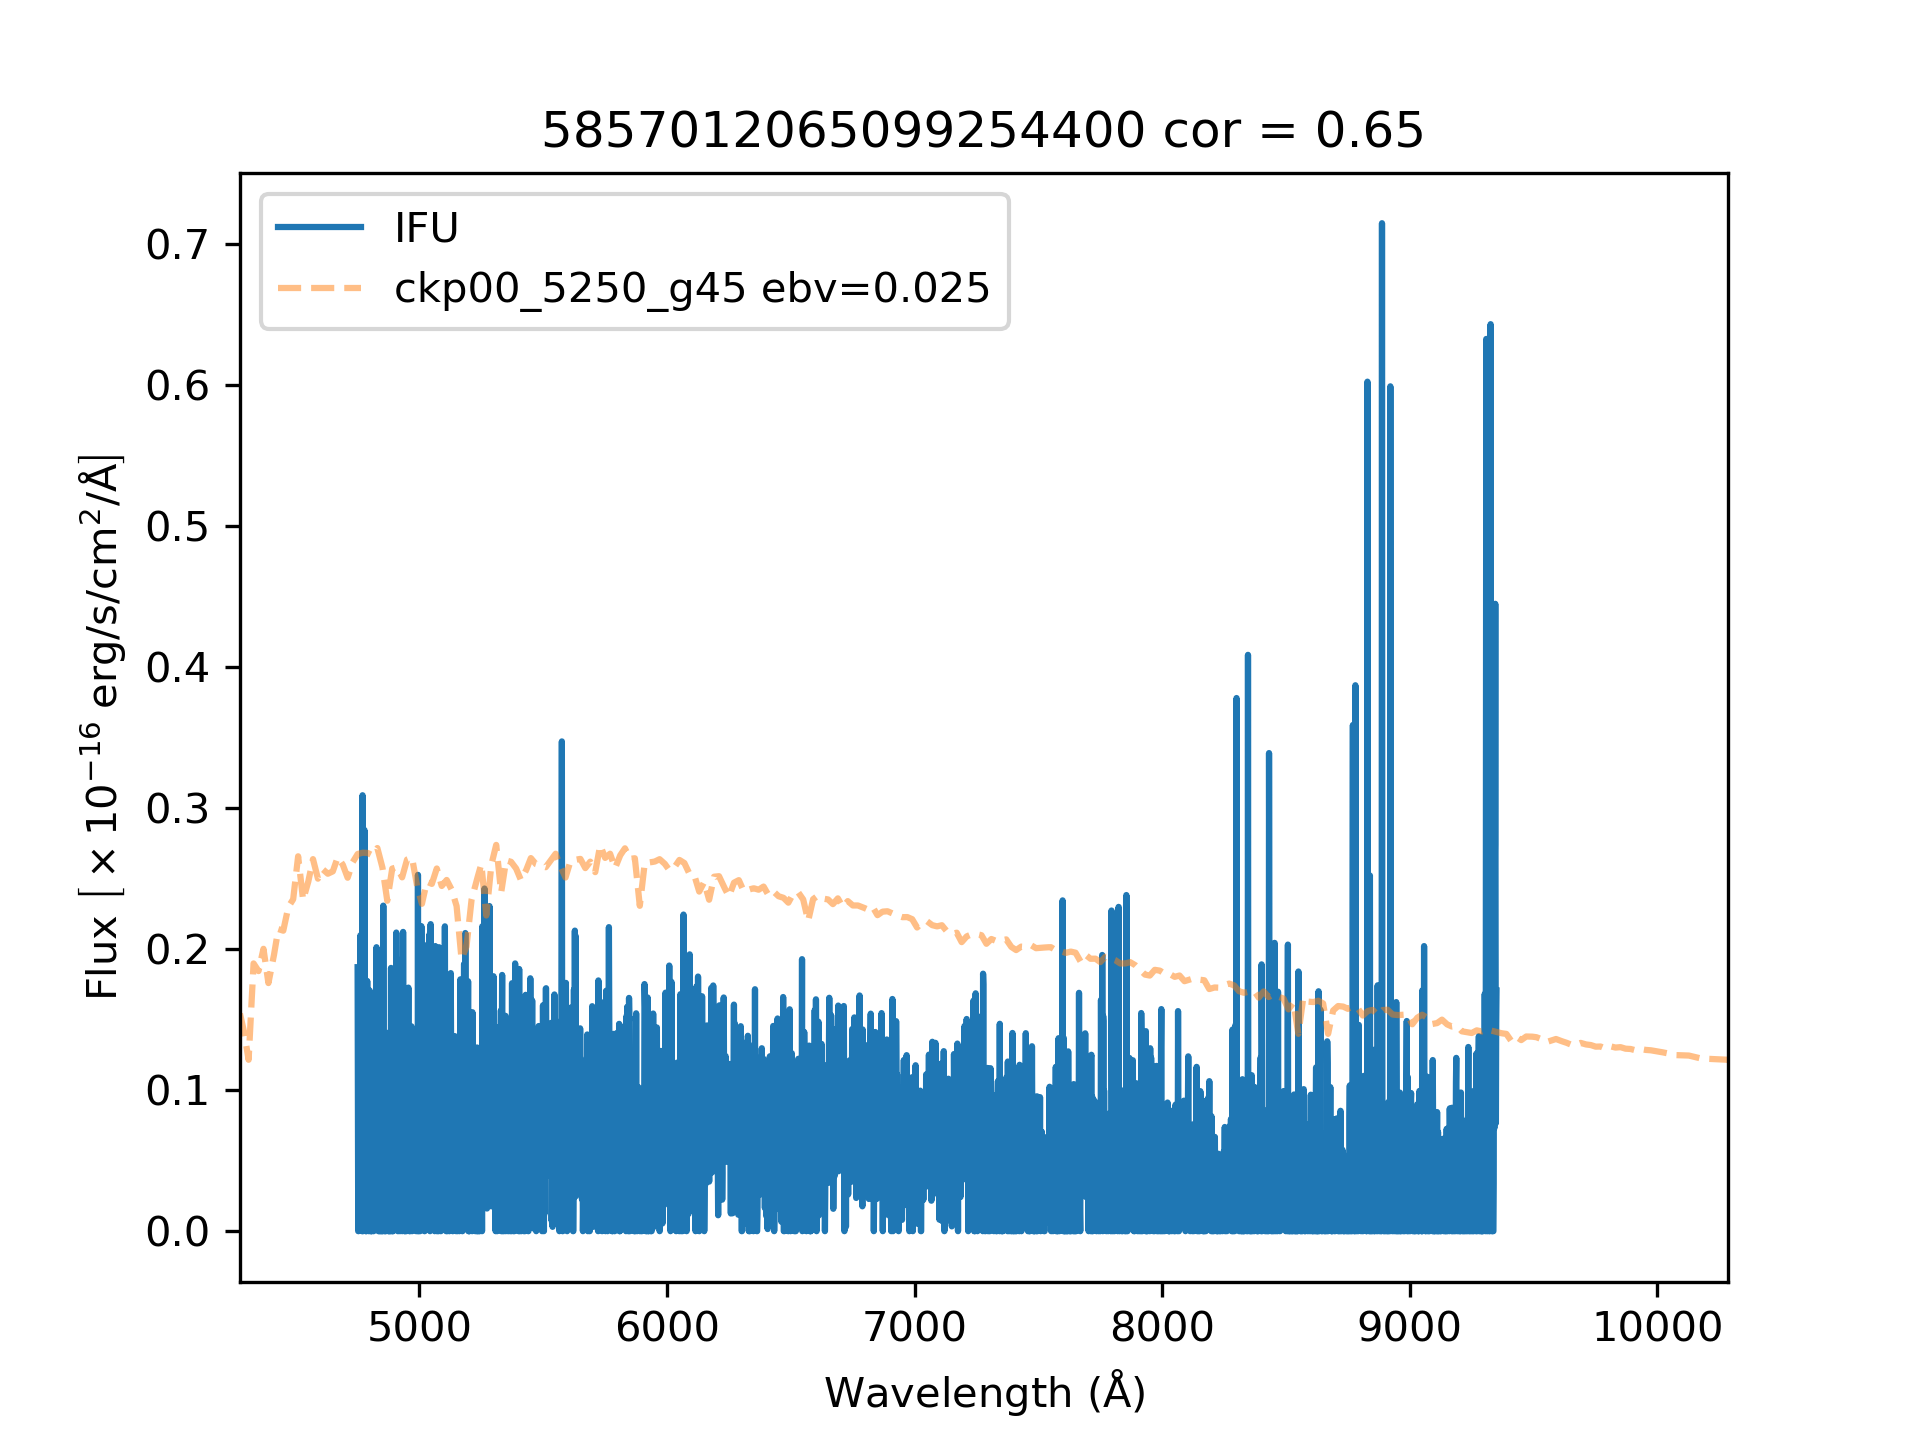 5857012065099254400 cor = 0.65
IFU
ckp00_5250_g45 ebv=0.025
Flux [ × 10⁻¹⁶ erg/s/cm²/Å]
0.7
0.6
0.5
0.4
0.3
0.2
0.1
0.0
5000 6000 7000 8000 9000 10000
Wavelength (Å)